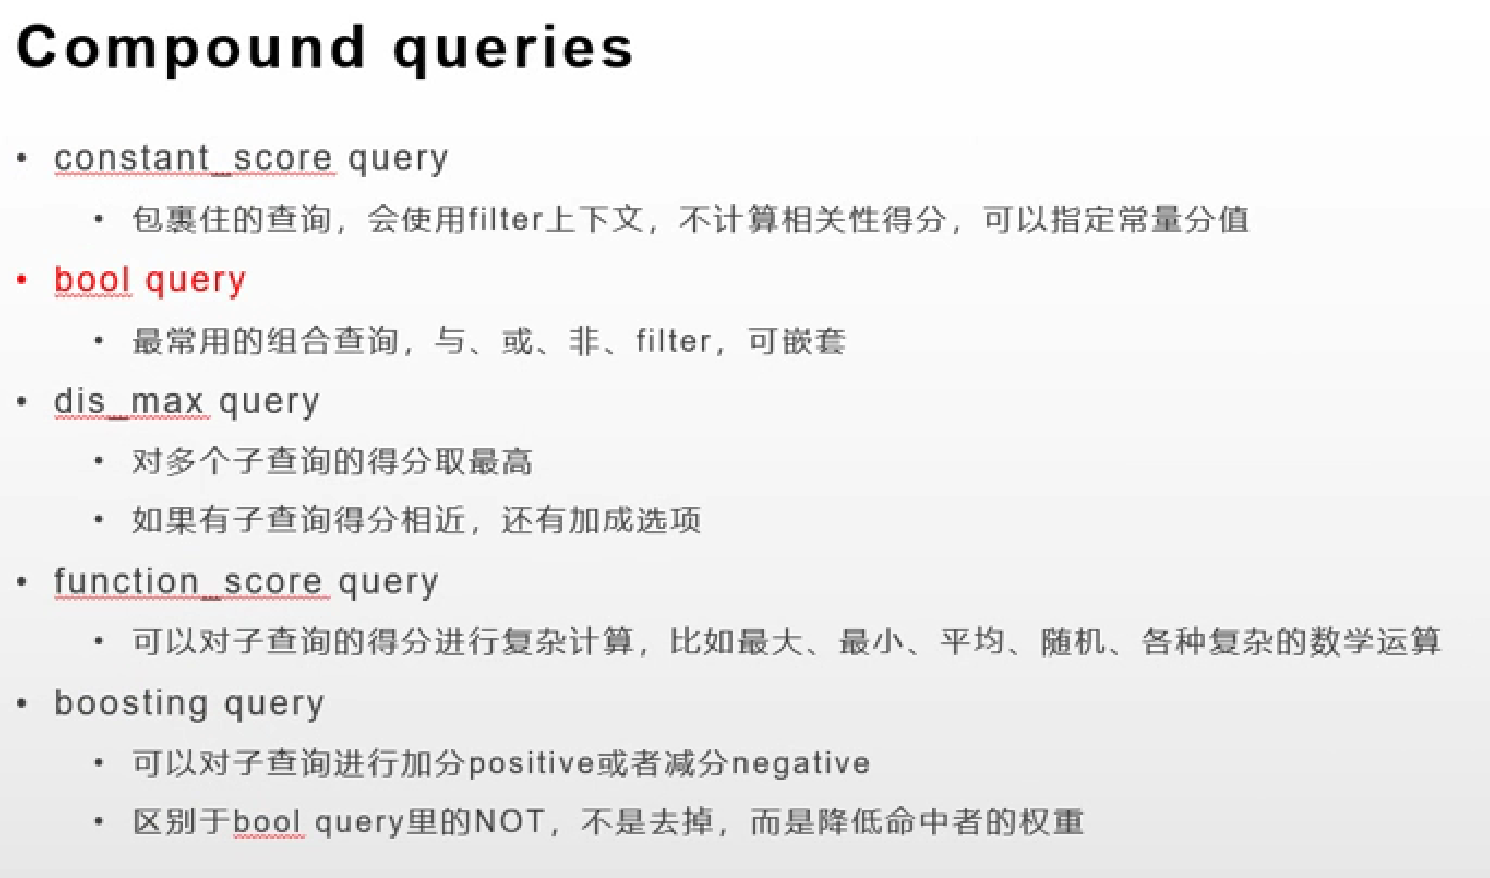 Compound queries
• constant_score query
• 包裹住的查询，会使用filter上下文，不计算相关性得分，可以指定常量分值
• bool query
• 最常用的组合查询，与、或、非、filter，可嵌套
• dis_max query
• 对多个子查询的得分取最高
• 如果有子查询得分相近，还有加成选项
• function_score query
• 可以对子查询的得分进行复杂计算，比如最大、最小、平均、随机、各种复杂的数学运算
• boosting query
• 可以对子查询进行加分positive或者减分negative
• 区别于bool query里的NOT，不是去掉，而是降低命中者的权重